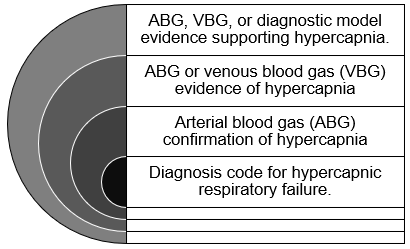 ABG, VBG, or diagnostic model
evidence supporting hypercapnia.
ABG or venous blood gas (VBG)
evidence of hypercapnia
Arterial blood gas (ABG)
confirmation of hypercapnia
Diagnosis code for hypercapnic
respiratory failure.